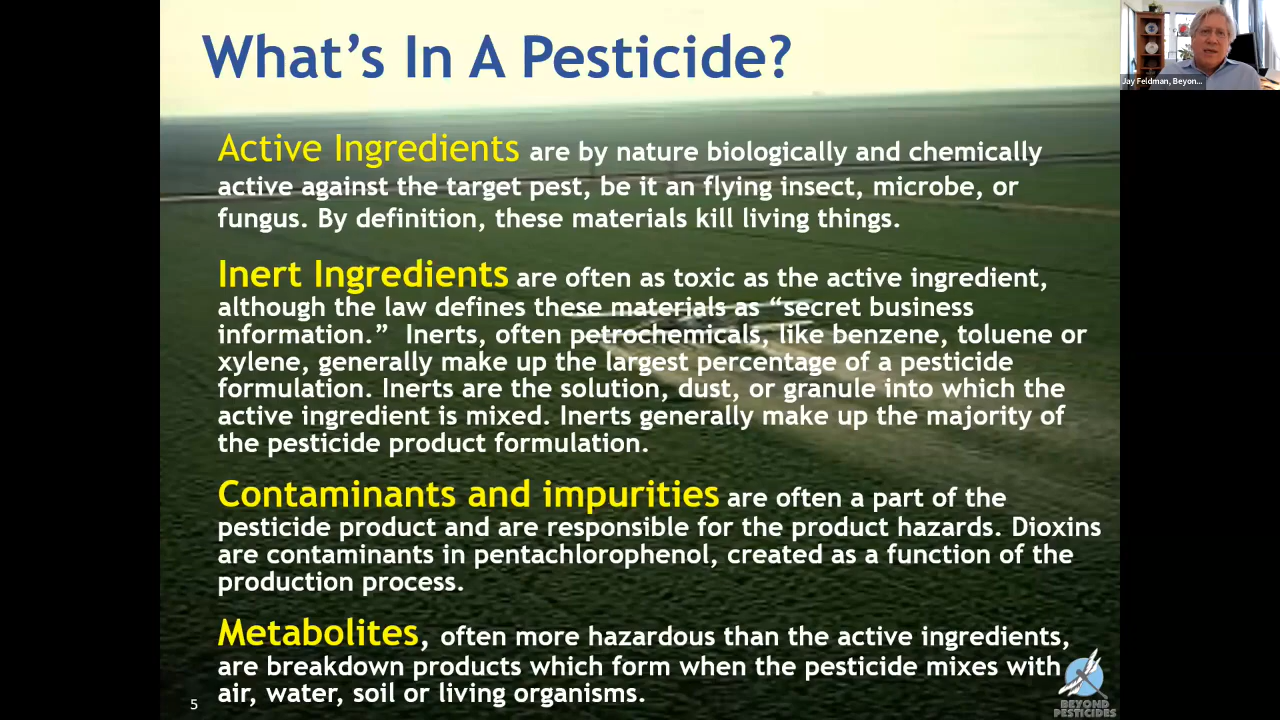 What's In A Pesticide?
Jay Feldman, Beyon...
Active Ingredients are by nature biologically and chemically
active against the target pest, be it an flying insect, microbe, or
fungus. By definition, these materials kill living things.
Inert Ingredients are often as toxic as the active ingredient,
although the law defines these materials as “secret business
information.” Inerts, often petrochemicals, like benzene, toluene or
xylene, generally make up the largest percentage of a pesticide
formulation. Inerts are the solution, dust, or granule into which the
active ingredient is mixed. Inerts generally make up the majority of
the pesticide product formulation.
Contaminants and impurities are often a part of the
pesticide product and are responsible for the product hazards. Dioxins
are contaminants in pentachlorophenol, created as a function of the
production process.
Metabolites, often more hazardous than the active ingredients,
are breakdown products which form when the pesticide mixes with
air, water, soil or living organisms.
5
BEYOND
PESTICIDES